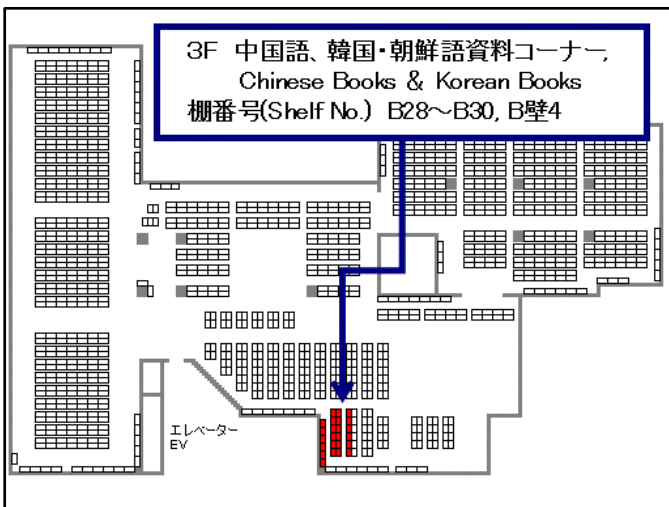 3F 中国語、韓国・朝鮮語資料コーナー,
Chinese Books & Korean Books
棚番号(Shelf No.) B28～B30, B壁4
エレベーター
EV